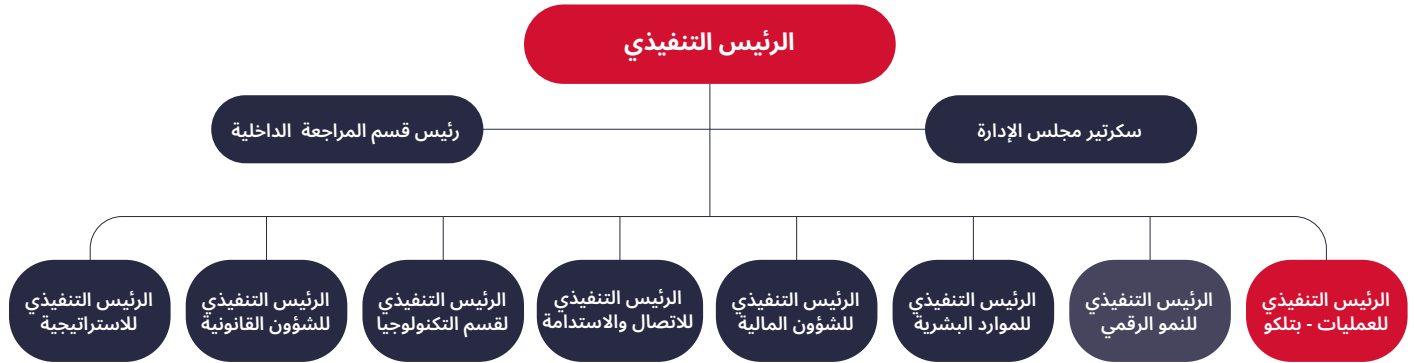 الرئيس التنفيذي
سكرتير مجلس الإدارة
رئيس قسم المراجعة الداخلية
الرئيس التنفيذي
للعمليات - بتلكو
الرئيس التنفيذي
للنمو الرقمي
الرئيس التنفيذي
للموارد البشرية
الرئيس التنفيذي
للشؤون المالية
الرئيس التنفيذي
للاتصال والاستدامة
الرئيس التنفيذي
لقسم التكنولوجيا
الرئيس التنفيذي
للشؤون القانونية
الرئيس التنفيذي
للاستراتيجية